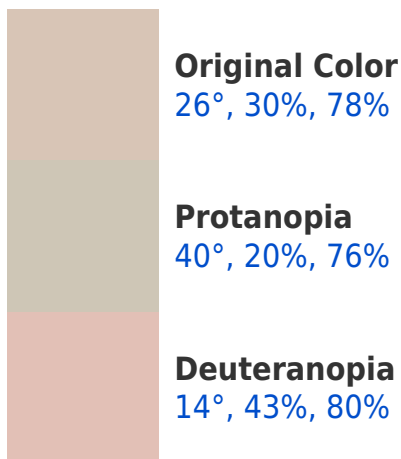 Original Color
26°, 30%, 78%
Protanopia
40°, 20%, 76%
Deuteranopia
14°, 43%, 80%